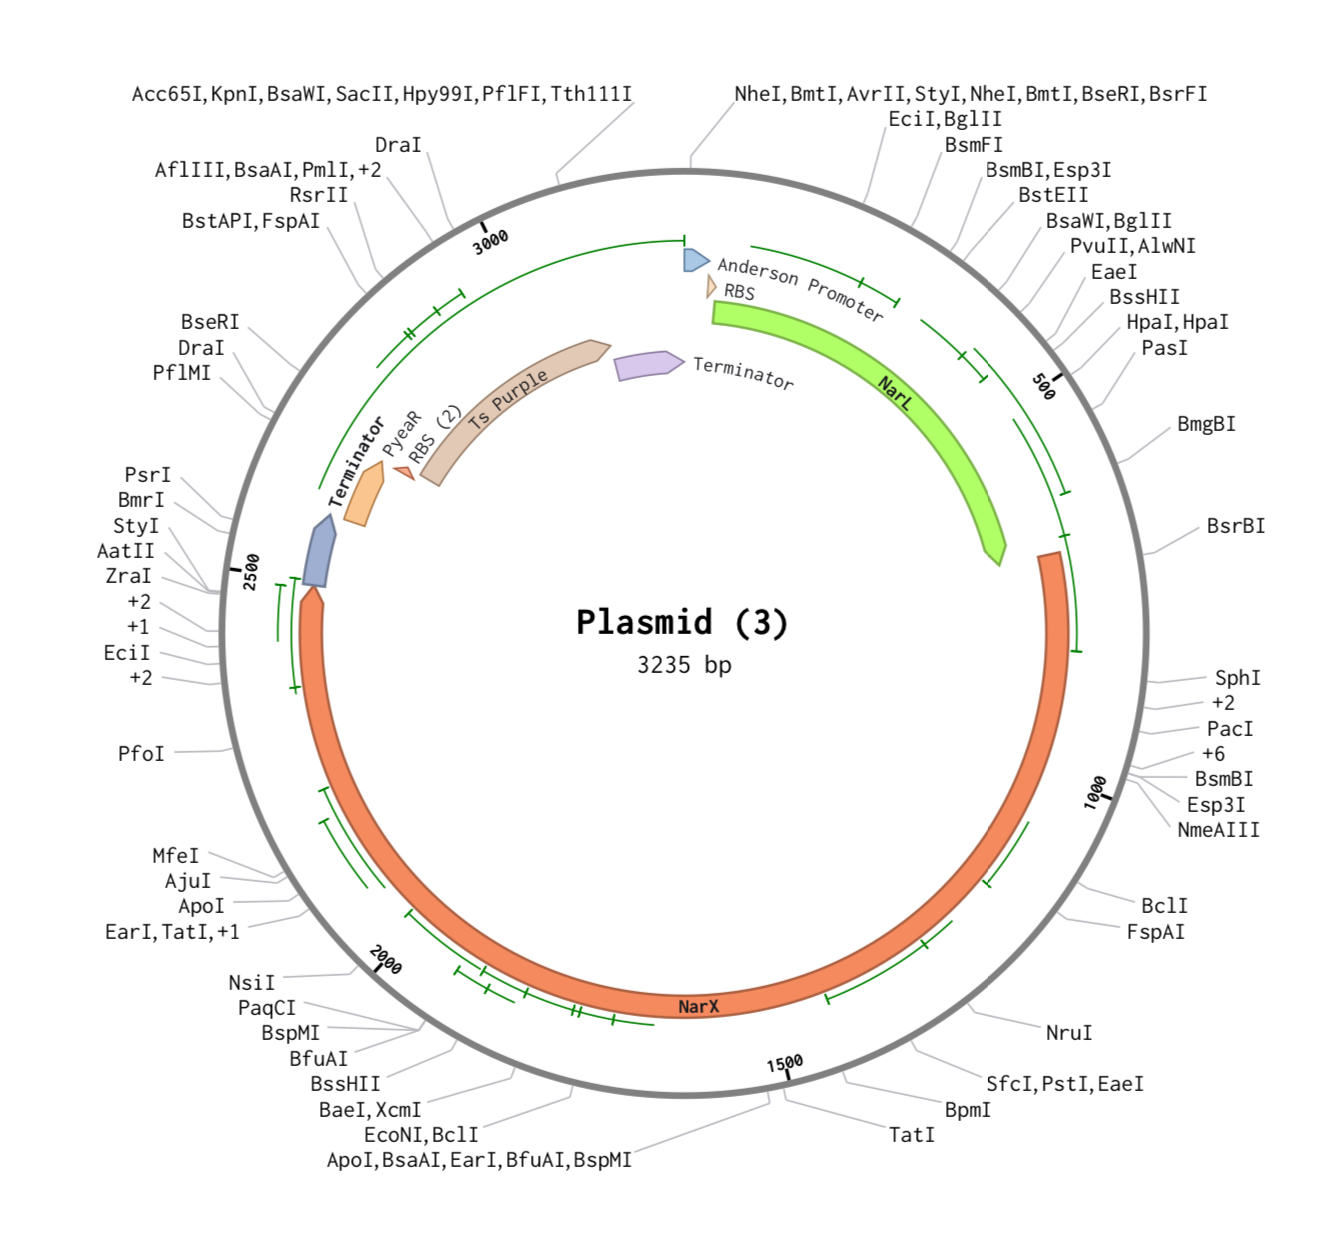 Acc65I,KpnI,BsaWI,SacII,Hpy99I,PflFI,Tth111I
NheI,BmtI,AvrII,StyI,NheI,BmtI,BseRI,BsrFI
EciI,BglII
BsmFI
BsmBI,Esp3I
BstEII
BsaWI,BglII
PvuII,AlwNI
EaeI
BssHII
HpaI,HpaI
PasI
BmgBI
BsrBI
SphI
+2
PacI
+6
BsmBI
Esp3I
NmeAIII
BclI
FspAI
NruI
SfcI,PstI,EaeI
BpmI
TatI
ApoI,BsaAI,EarI,BfuAI,BspMI
EcoNI,BclI
BaeI,XcmI
BssHII
BfuAI
BspMI
PaqCI
NsiI
EarI,TatI,+1
ApoI
AjuI
MfeI
PfoI
+2
EciI
+1
+2
ZraI
AatII
StyI
BmrI
PsrI
PflMI
DraI
BseRI
BstAPI,FspAI
RsrII
AflIII,BsaAI,PmlI,+2
DraI
500
1000
1500
2000
2500
3000
Anderson Promoter
RBS
NarL
NarX
Terminator
PyeaR
RBS (2)
Ts Purple
Terminator
Plasmid (3)
3235 bp